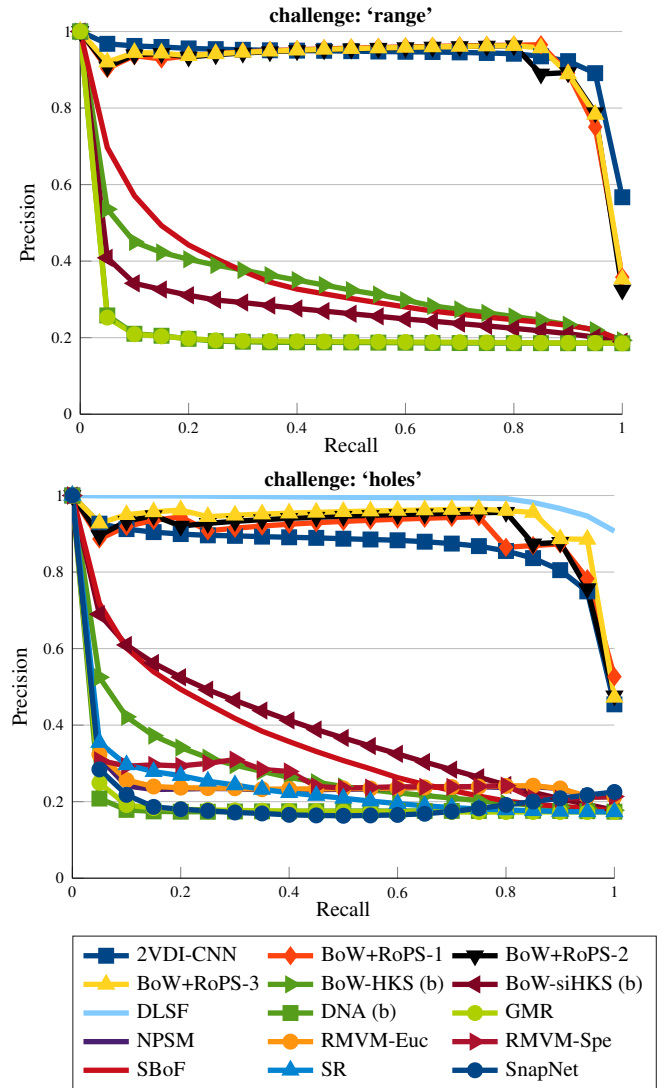 challenge: ‘range’
1
0.8
0.6
0.4
0.2
0
Precision
0 0.2 0.4 0.6 0.8 1
Recall
challenge: ‘holes’
1
0.8
0.6
0.4
0.2
0
Precision
0 0.2 0.4 0.6 0.8 1
Recall
2VDI-CNN BoW+RoPS-1 BoW+RoPS-2
BoW+RoPS-3 BoW-HKS (b) BoW-siHKS (b)
DLSF DNA (b) GMR
NPSM RMVM-Euc RMVM-Spe
SBoF SR SnapNet